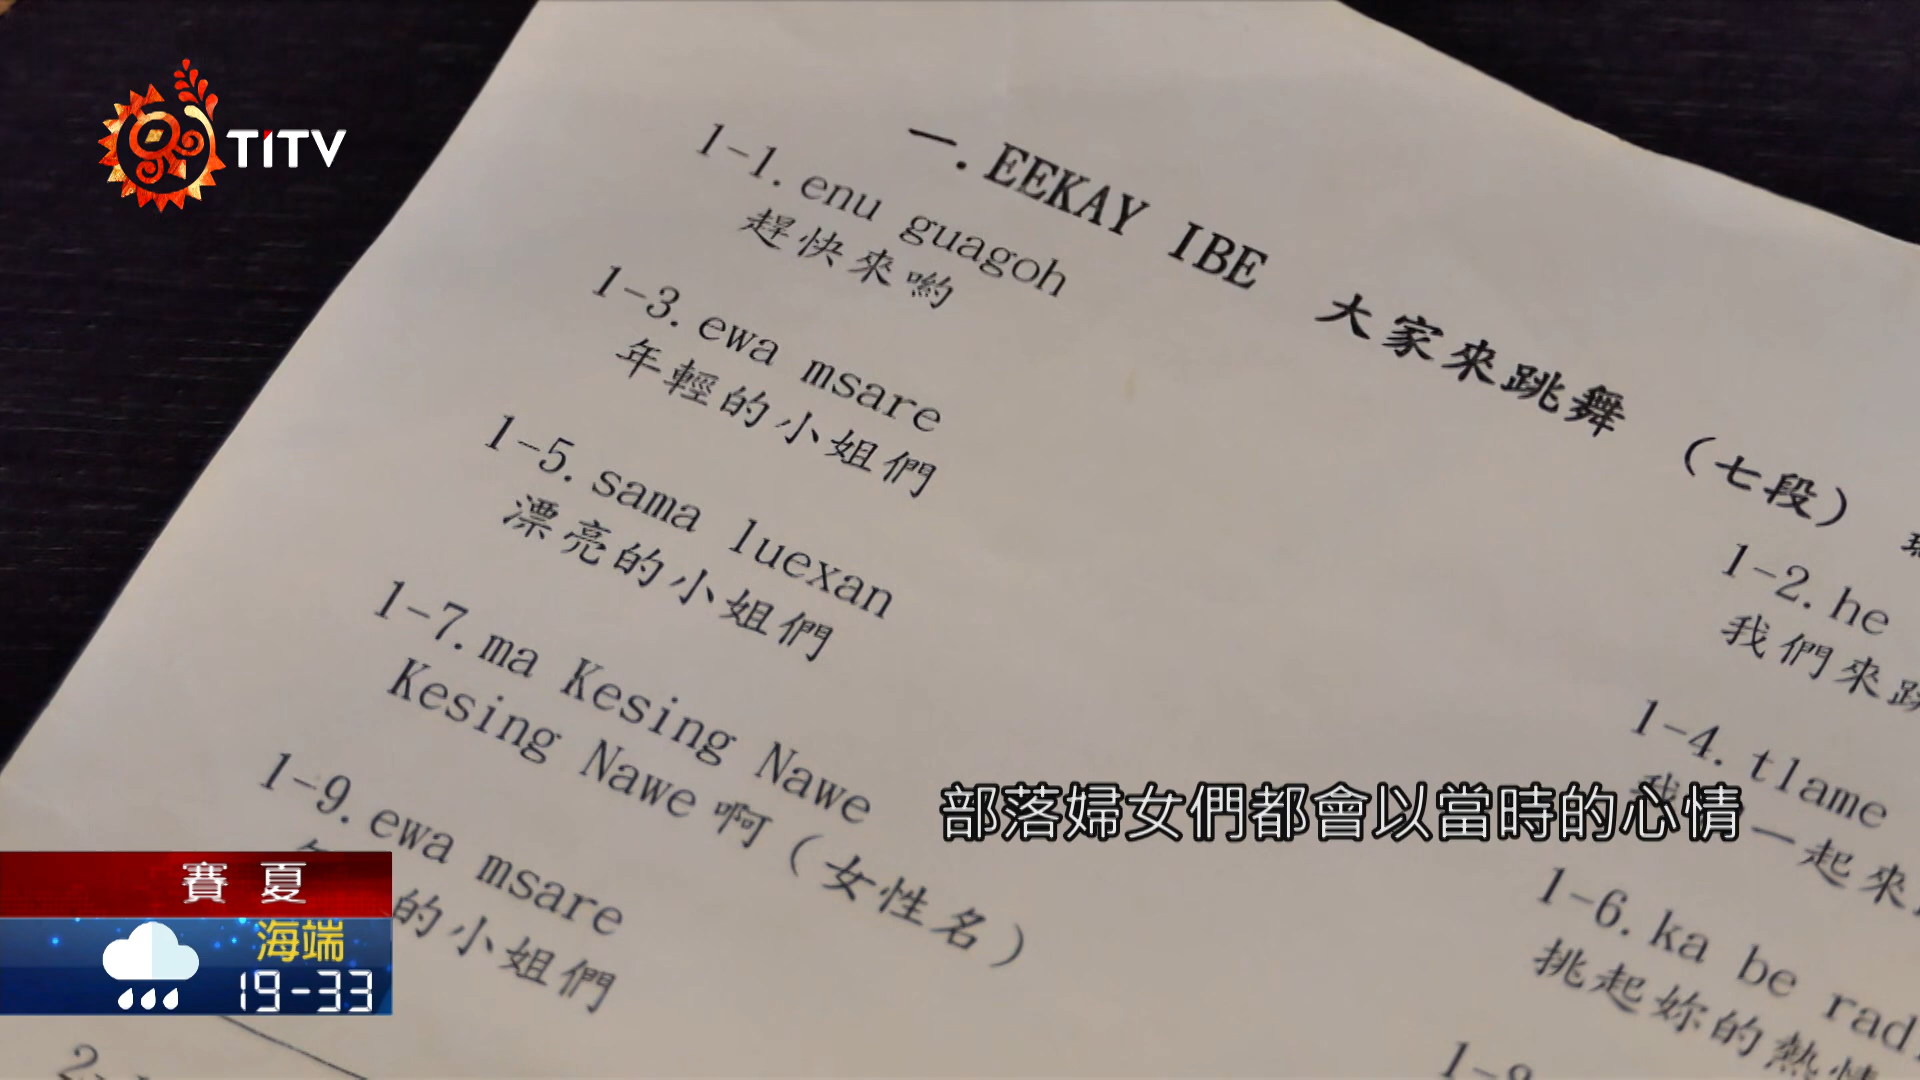 TITV
一.EEKAY IBE 大家來跳舞 （七段）
1-1.enu guagoh
趕快來喲
1-3.ewa msare
年輕的小姐們
1-5.sama luexan
漂亮的小姐們
1-7.ma Kesing Nawe
Kesing Nawe 啊（女性名）
1-9.ewa msare
的小姐們
1-2.he
我們來跳
1-4.tlame
我 一起來
1-6.ka be rad
挑起妳的熱情
1-8
部落婦女們都會以當時的心情
賽夏
海端
19-33